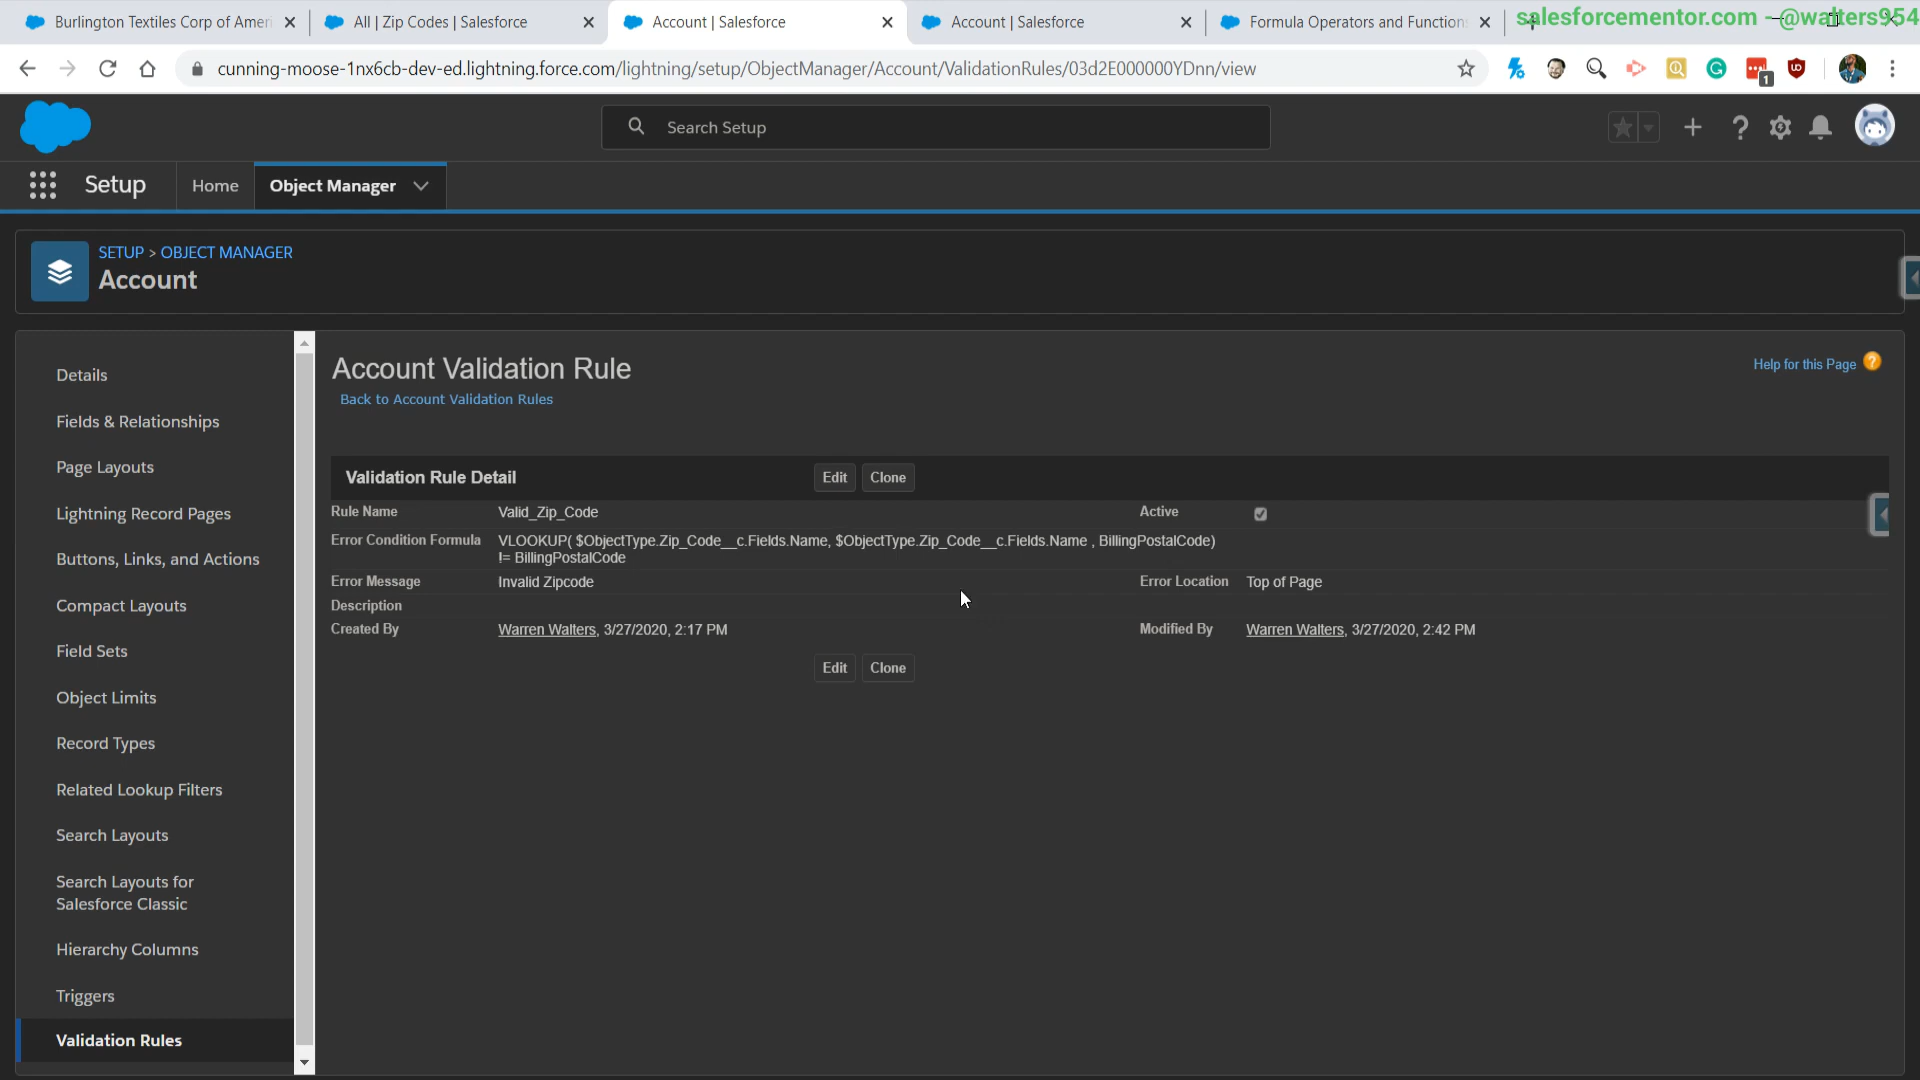 Burlington Textiles Corp of Ameri
All | Zip Codes | Salesforce
Account | Salesforce
Account | Salesforce
Formula Operators and Function
salesforcementor.com - @walters954
cunning-moose-1nx6cb-dev-ed.lightning.force.com/lightning/setup/ObjectManager/Account/ValidationRules/03d2E000000YDnn/view
1
Search Setup
Setup
Home
Object Manager
SETUP > OBJECT MANAGER
Account
Details
Fields & Relationships
Page Layouts
Lightning Record Pages
Buttons, Links, and Actions
Compact Layouts
Field Sets
Object Limits
Record Types
Related Lookup Filters
Search Layouts
Search Layouts for
Salesforce Classic
Hierarchy Columns
Triggers
Validation Rules
Account Validation Rule
Help for this Page ?
Back to Account Validation Rules
Validation Rule Detail
Edit
Clone
Rule Name Valid_Zip_Code Active
Error Condition Formula VLOOKUP( $ObjectType.Zip_Code__c.Fields.Name, $ObjectType.Zip_Code__c.Fields.Name , BillingPostalCode)
!= BillingPostalCode
Error Message Invalid Zipcode Error Location Top of Page
Description
Created By Warren Walters, 3/27/2020, 2:17 PM Modified By Warren Walters, 3/27/2020, 2:42 PM
Edit
Clone